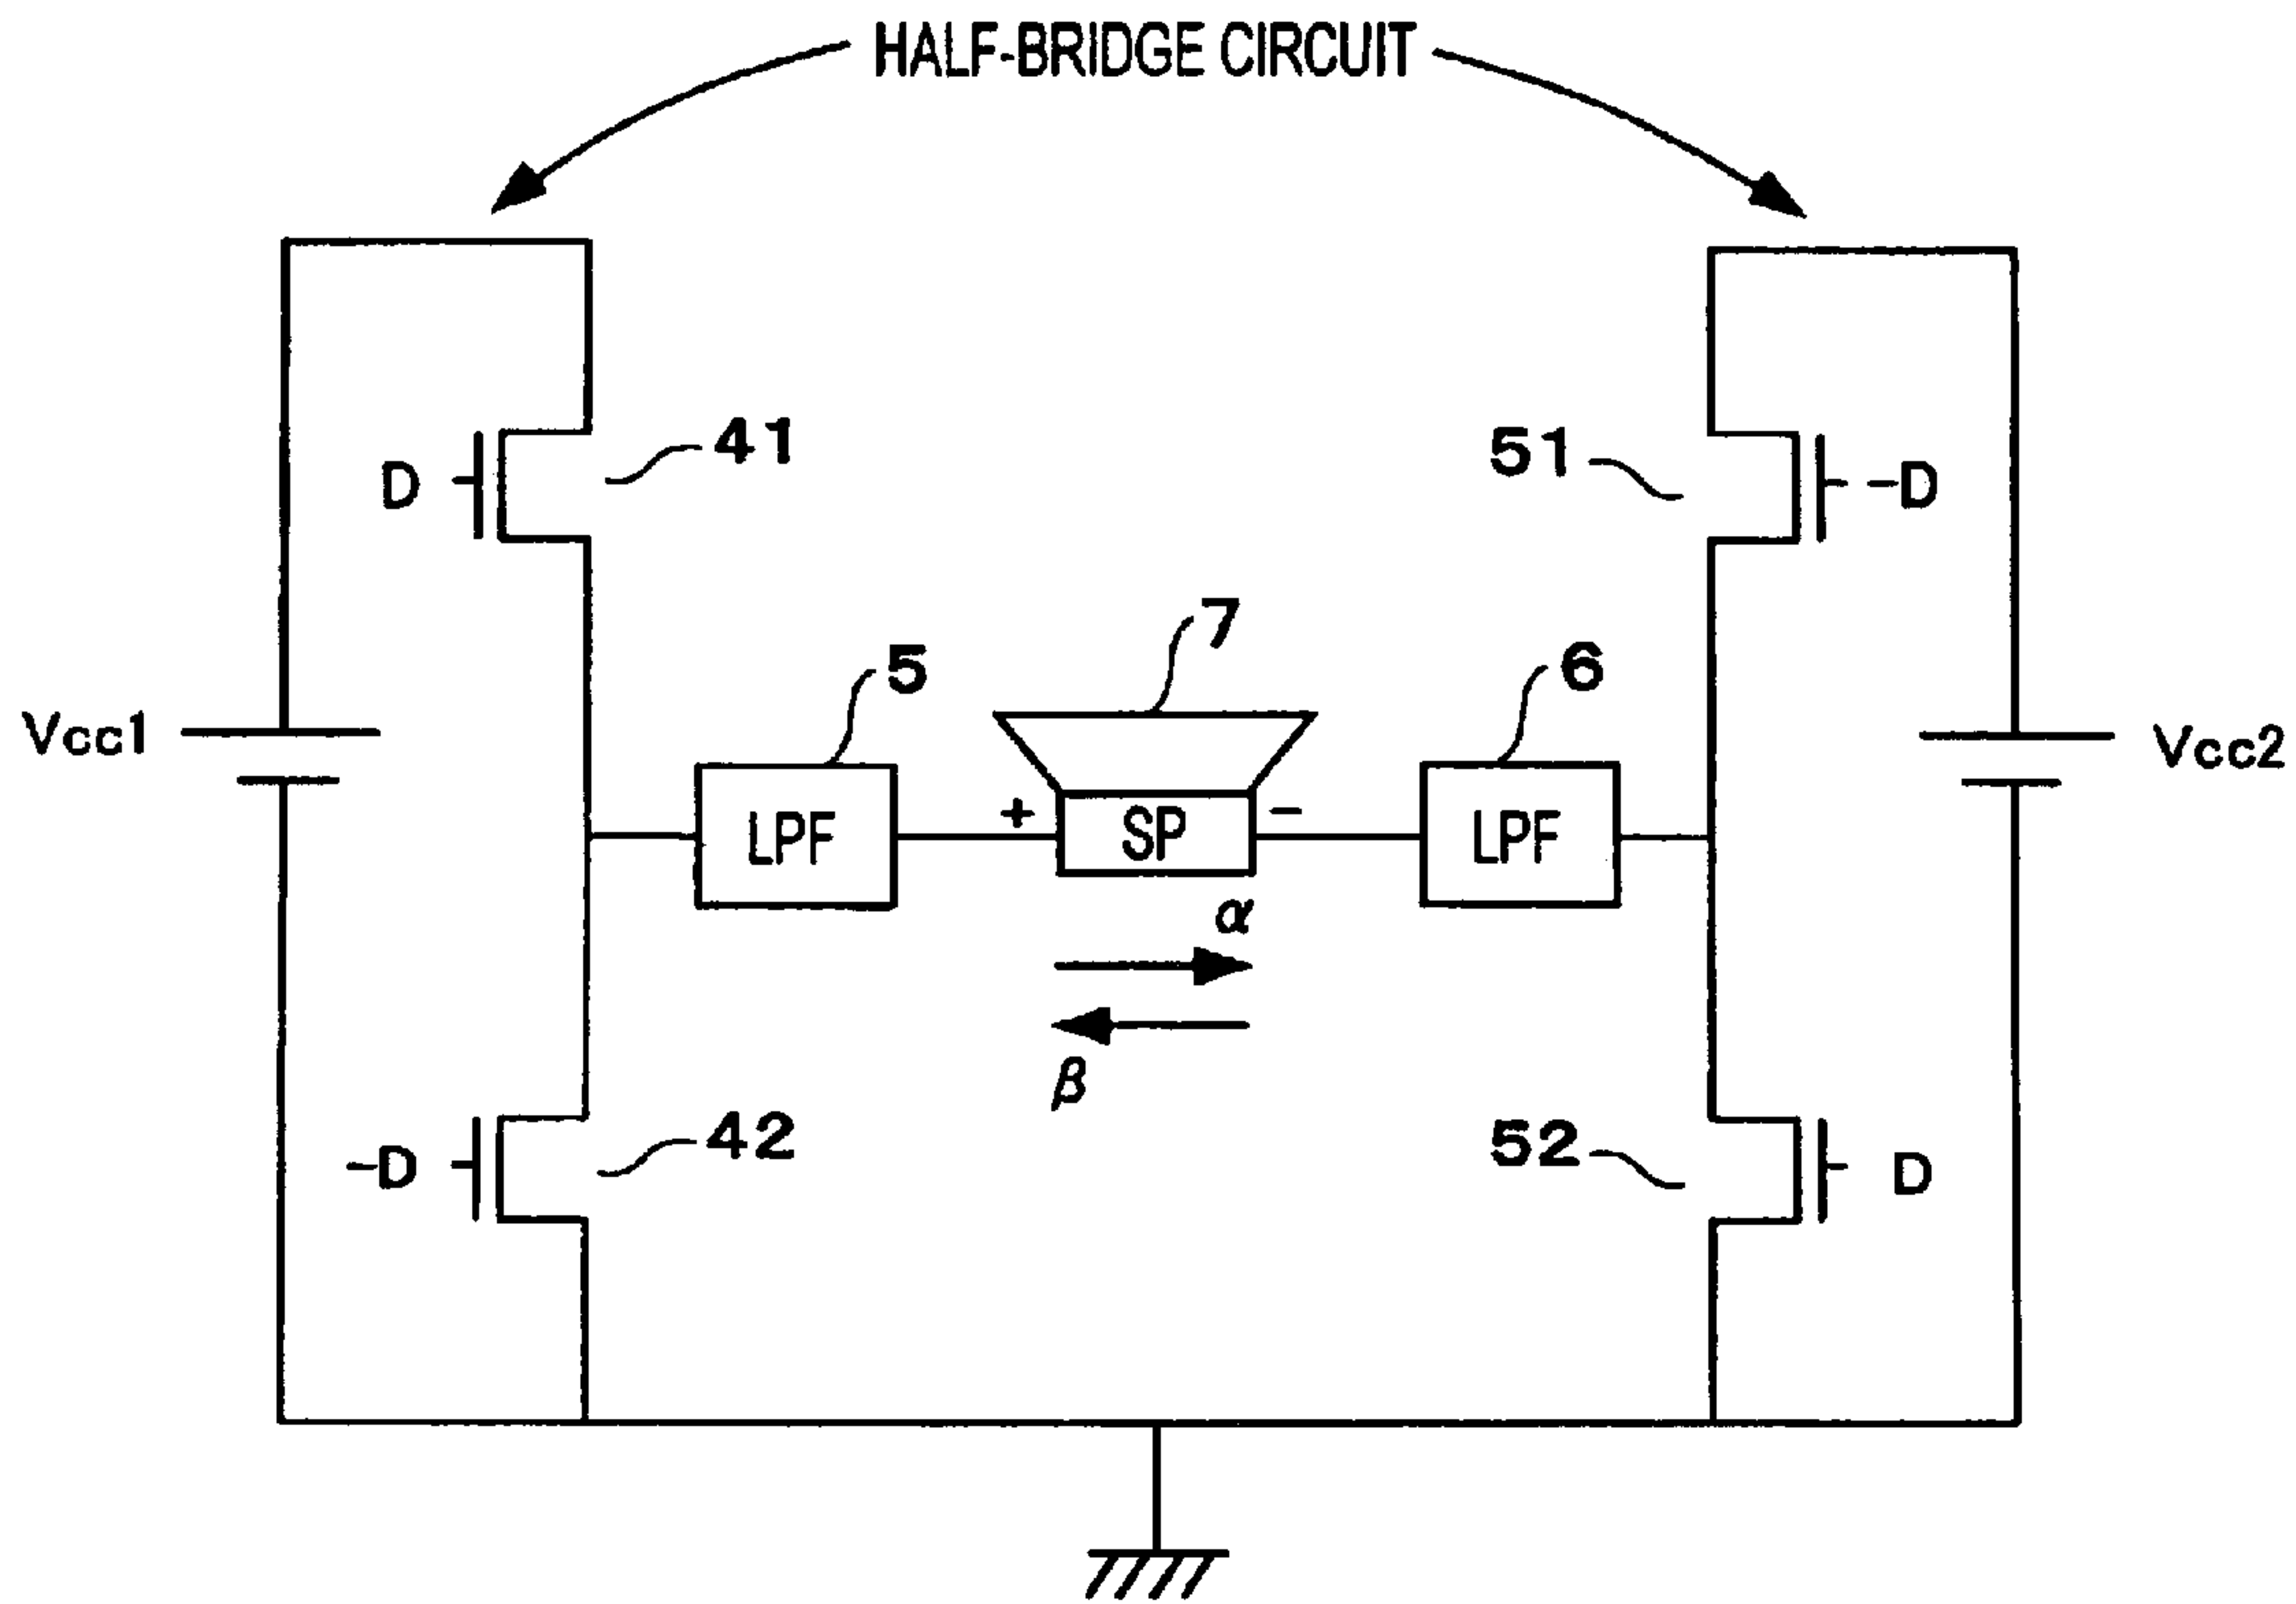 HALF-BRIDGE CIRCUIT
41
51
D
-D
7
5
6
Vcc1
Vcc2
LPF
+
SP
-
LPF
α
β
42
52
-D
D